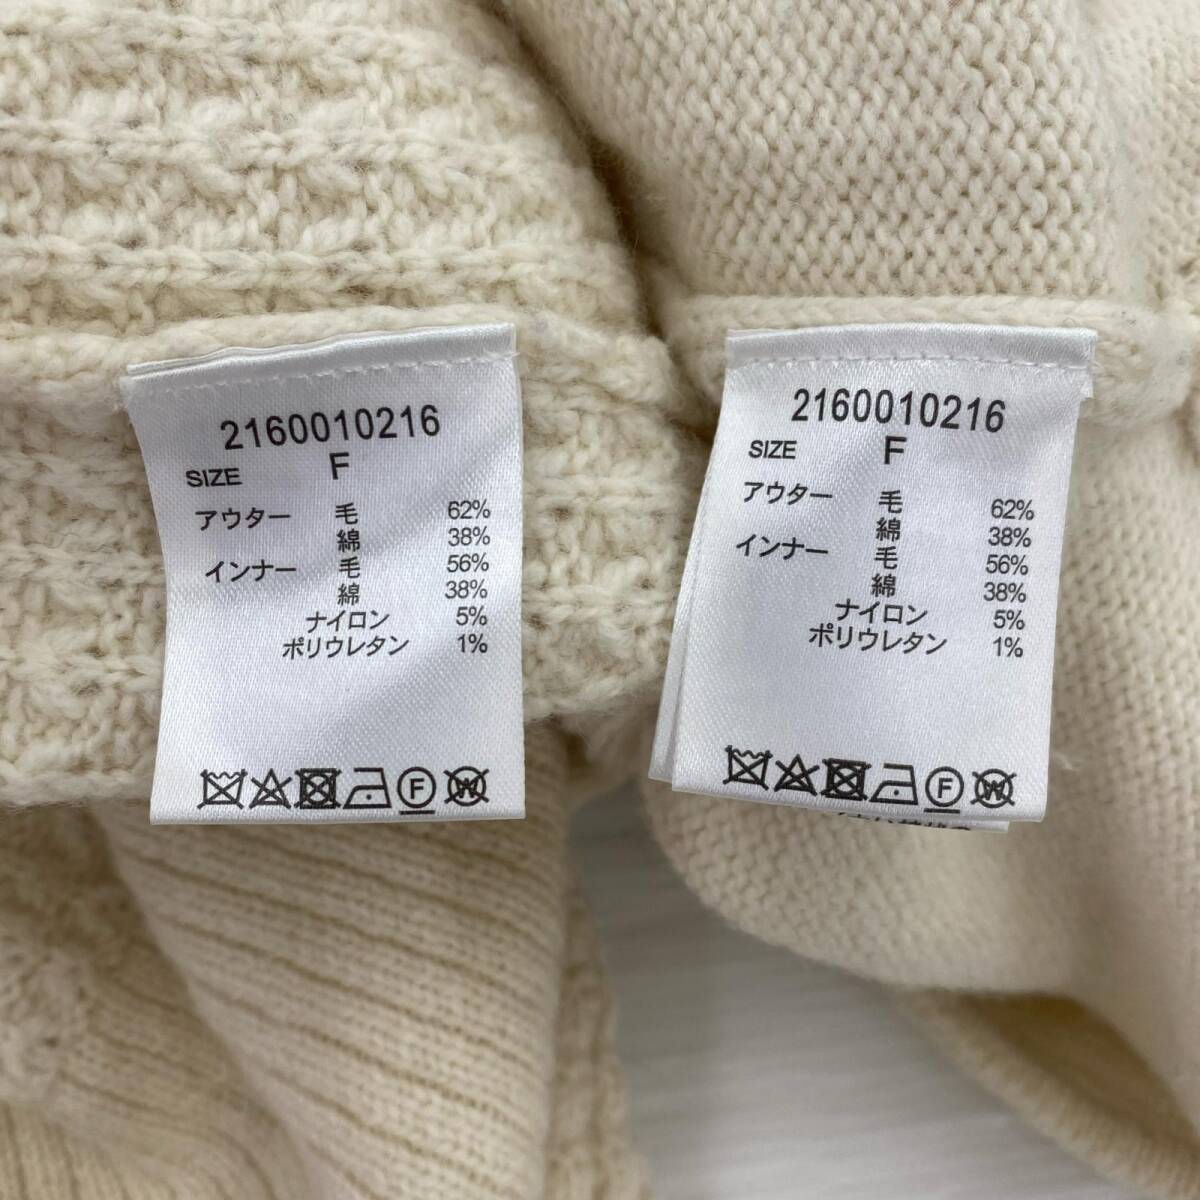 2160010216
SIZE F
アウター 毛 62%
綿 38%
インナー 毛 56%
綿 38%
ナイロン 5%
ポリウレタン 1%
F W
2160010216
SIZE F
アウター 毛 62%
綿 38%
インナー 毛 56%
綿 38%
ナイロン 5%
ポリウレタン 1%
F W